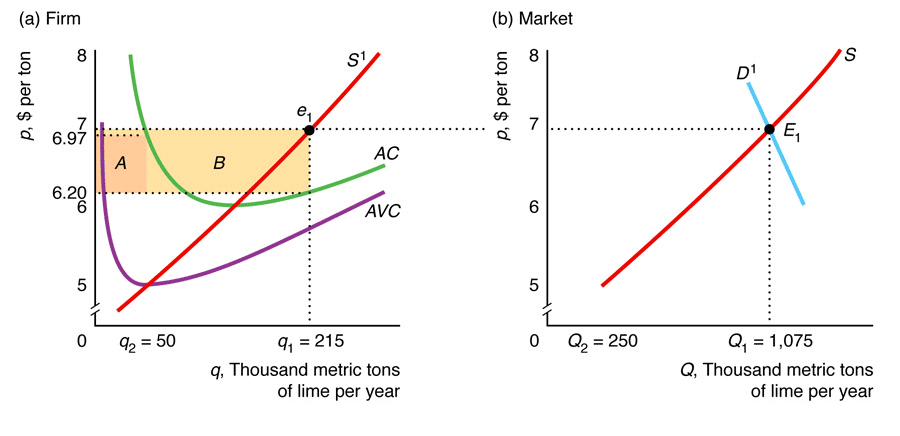 (a) Firm
p, $ per ton
8
7
6.97
6.20
6
5
0
A
B
e1
S1
AC
AVC
q2 = 50
q1 = 215
q, Thousand metric tons
of lime per year
(b) Market
p, $ per ton
8
7
6
5
0
D1
S
E1
Q2 = 250
Q1 = 1,075
Q, Thousand metric tons
of lime per year